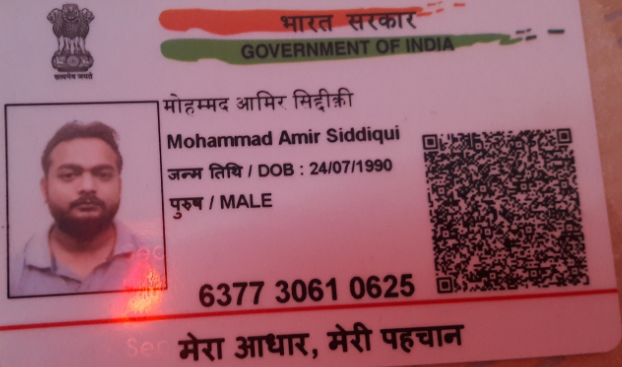 भारत सरकार
GOVERNMENT OF INDIA
सत्यमेव जयते
मोहम्मद आमिर सिद्दीक़ी
Mohammad Amir Siddiqui
जन्म तिथि / DOB : 24/07/1990
पुरुष / MALE
6377 3061 0625
मेरा आधार, मेरी पहचान